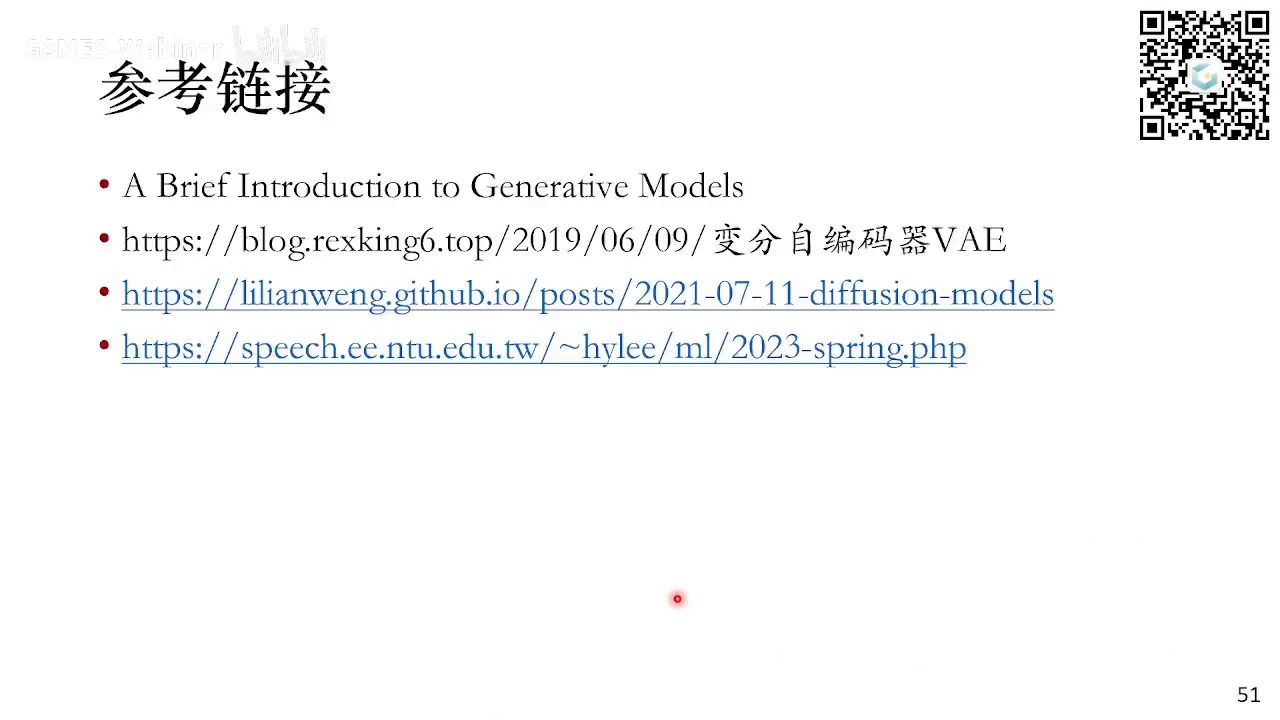 GAMES-Webinar
参考链接
• A Brief Introduction to Generative Models
• https://blog.rexking6.top/2019/06/09/变分自编码器VAE
• https://lilianweng.github.io/posts/2021-07-11-diffusion-models
• https://speech.ee.ntu.edu.tw/~hylee/ml/2023-spring.php
51